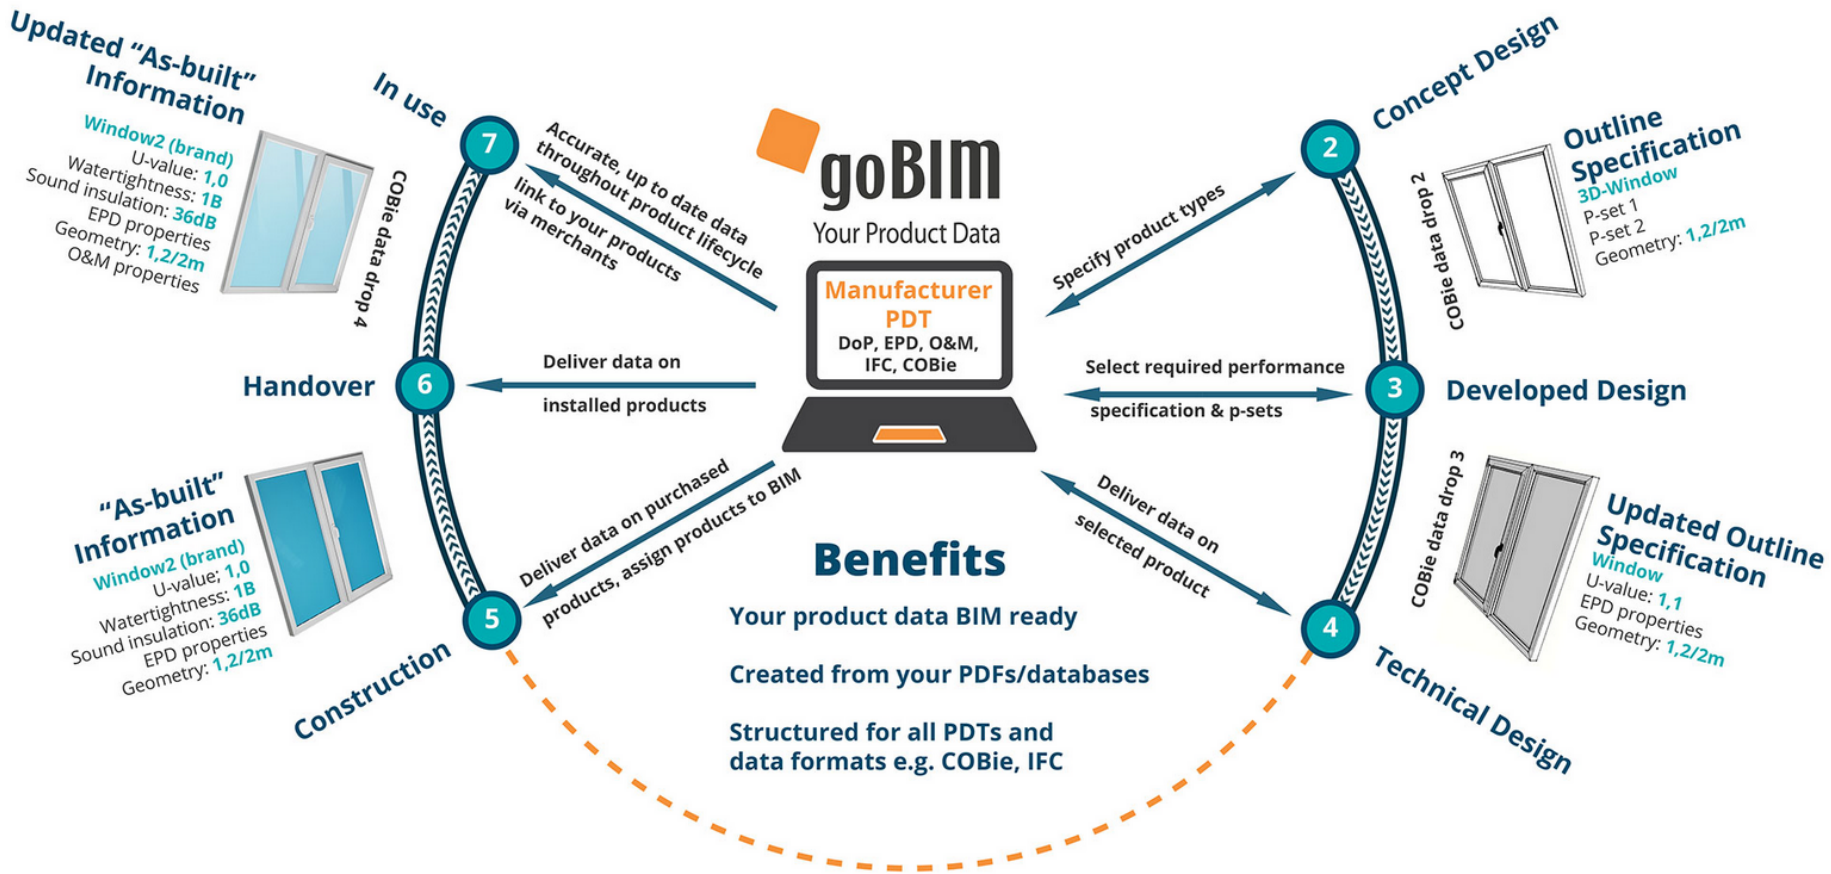 Updated “As-built”
Information
Window2 (brand)
U-value: 1,0
Watertightness: 1B
Sound insulation: 36dB
EPD properties
Geometry: 1,2/2m
O&M properties
COBie data drop 4
In use
7
Accurate, up to date data
throughout product lifecycle
link to your products
via merchants
goBIM
Your Product Data
Manufacturer
PDT
DoP, EPD, O&M,
IFC, COBie
Specify product types
2
Concept Design
COBie data drop 2
Outline
Specification
3D-Window
P-set 1
P-set 2
Geometry: 1,2/2m
Handover
6
Deliver data on
installed products
Select required performance
specification & p-sets
3
Developed Design
“As-built”
Information
Window2 (brand)
U-value; 1,0
Watertightness: 1B
Sound insulation: 36dB
EPD properties
Geometry: 1,2/2m
Construction
5
Deliver data on purchased
products, assign products to BIM
Deliver data on
selected product
4
Technical Design
COBie data drop 3
Updated Outline
Specification
Window
U-value: 1,1
EPD properties
Geometry: 1,2/2m
Benefits
Your product data BIM ready
Created from your PDFs/databases
Structured for all PDTs and
data formats e.g. COBie, IFC